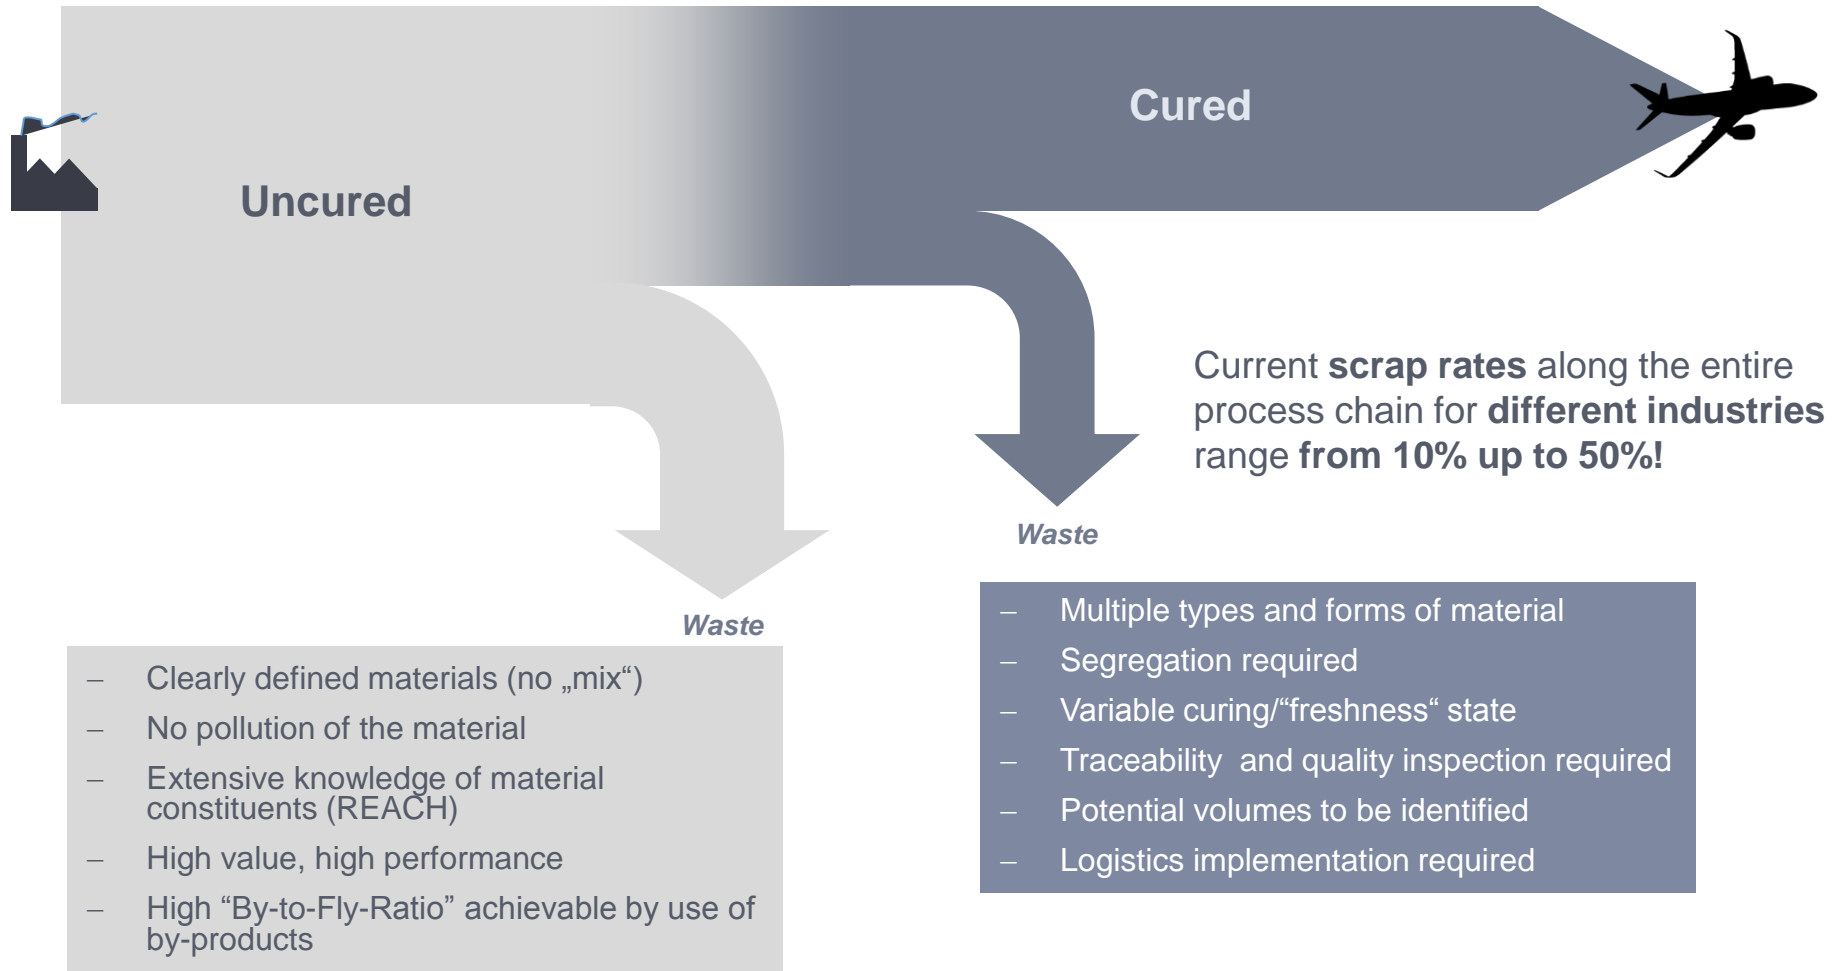 Cured
Uncured
Current scrap rates along the entire
process chain for different industries
range from 10% up to 50%!
Waste
Waste
– Clearly defined materials (no „mix“)
– No pollution of the material
– Extensive knowledge of material
constituents (REACH)
– High value, high performance
– High “By-to-Fly-Ratio” achievable by use of
by-products
– Multiple types and forms of material
– Segregation required
– Variable curing/“freshness“ state
– Traceability  and quality inspection required
– Potential volumes to be identified
– Logistics implementation required